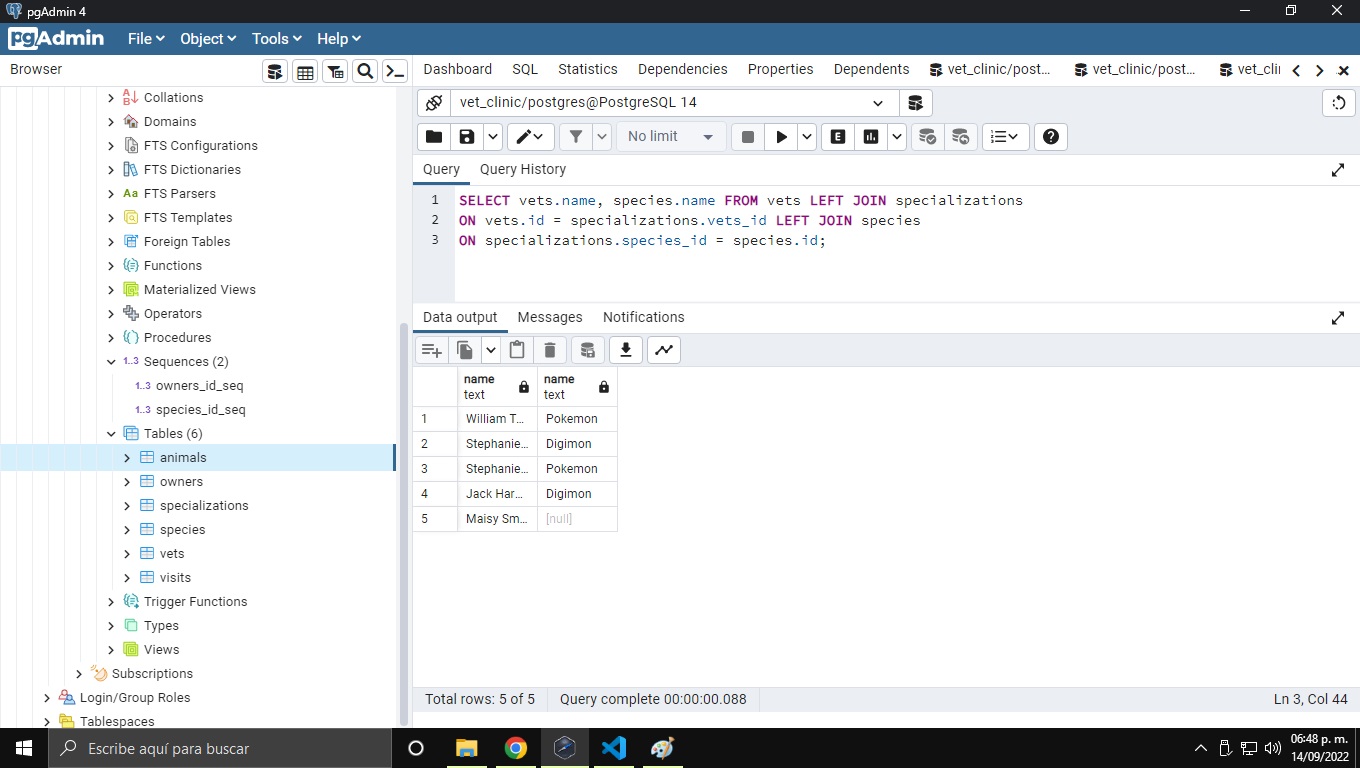 pgAdmin 4
pgAdmin File Object Tools Help
Browser
Dashboard SQL Statistics Dependencies Properties Dependents vet_clinic/post... vet_clinic/post... vet_cli
Collations
Domains
FTS Configurations
FTS Dictionaries
Aa FTS Parsers
FTS Templates
Foreign Tables
Functions
Materialized Views
Operators
Procedures
1..3 Sequences (2)
1..3 owners_id_seq
1..3 species_id_seq
Tables (6)
animals
owners
specializations
species
vets
visits
Trigger Functions
Types
Views
Subscriptions
Login/Group Roles
Tablespaces
vet_clinic/postgres@PostgreSQL 14
No limit E
Query Query History
1 SELECT vets.name, species.name FROM vets LEFT JOIN specializations
2 ON vets.id = specializations.vets_id LEFT JOIN species
3 ON specializations.species_id = species.id;
Data output Messages Notifications
name text name text
1 William T... Pokemon
2 Stephanie... Digimon
3 Stephanie... Pokemon
4 Jack Har... Digimon
5 Maisy Sm... [null]
Total rows: 5 of 5 Query complete 00:00:00.088 Ln 3, Col 44
Escribe aquí para buscar
06:48 p. m.
14/09/2022